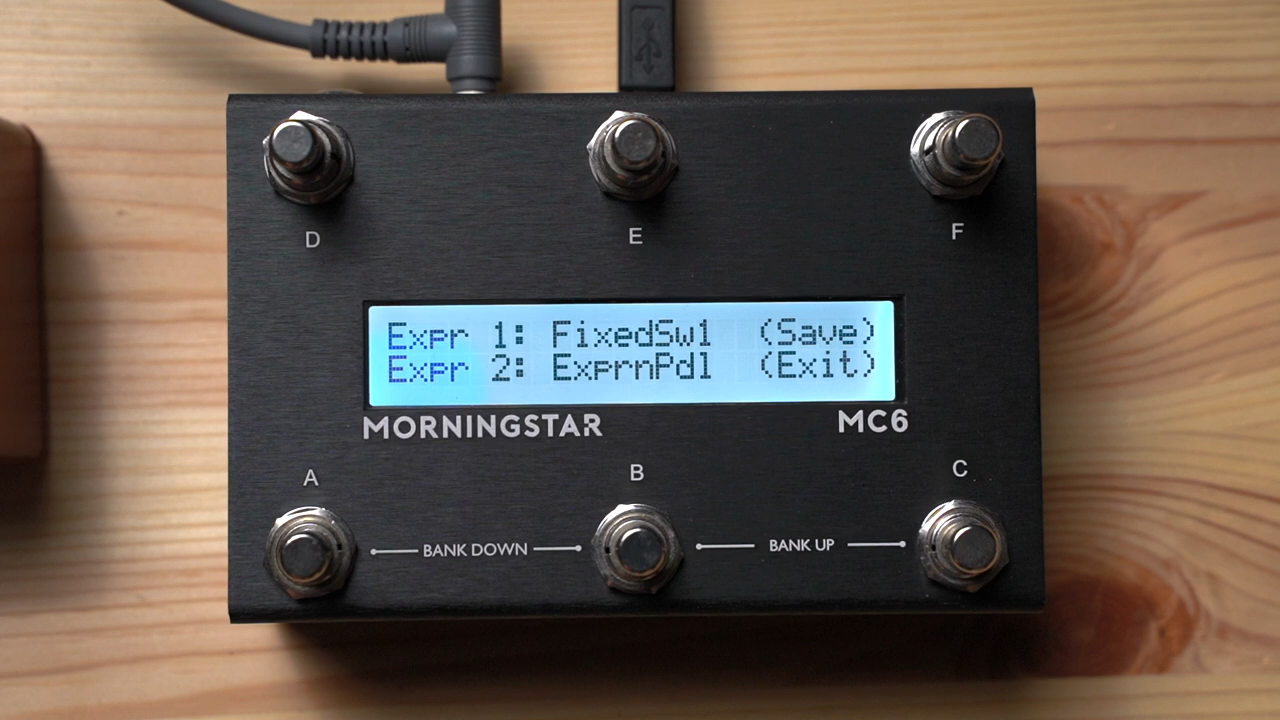 D
E
F
Expr 1: FixedSw1 (Save)
Expr 2: ExprnPdl (Exit)
MORNINGSTAR
MC6
A
B
C
BANK DOWN
BANK UP